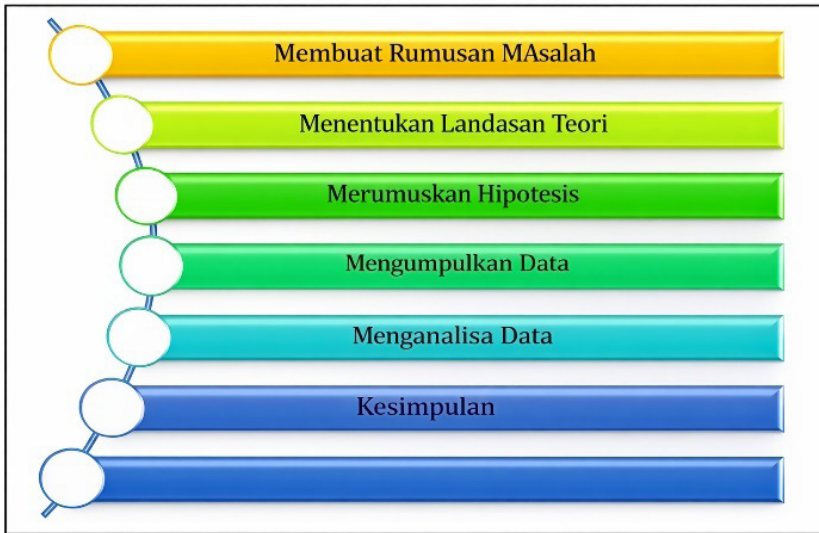 Membuat Rumusan MAsalah
Menentukan Landasan Teori
Merumuskan Hipotesis
Mengumpulkan Data
Menganalisa Data
Kesimpulan